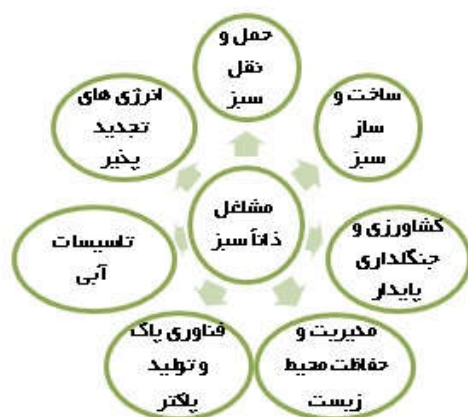 حمل و
نقل
سبز
ساخت و
ساز
سبز
کشاورزی و
جنگلداری
پایدار
مدیریت و
حفاظت محیط
زیست
فناوری پاک
و تولید
پاکتر
تاسیسات
آبی
انرژی های
تجدید
پذیر
مشاغل
ذاتاً سبز